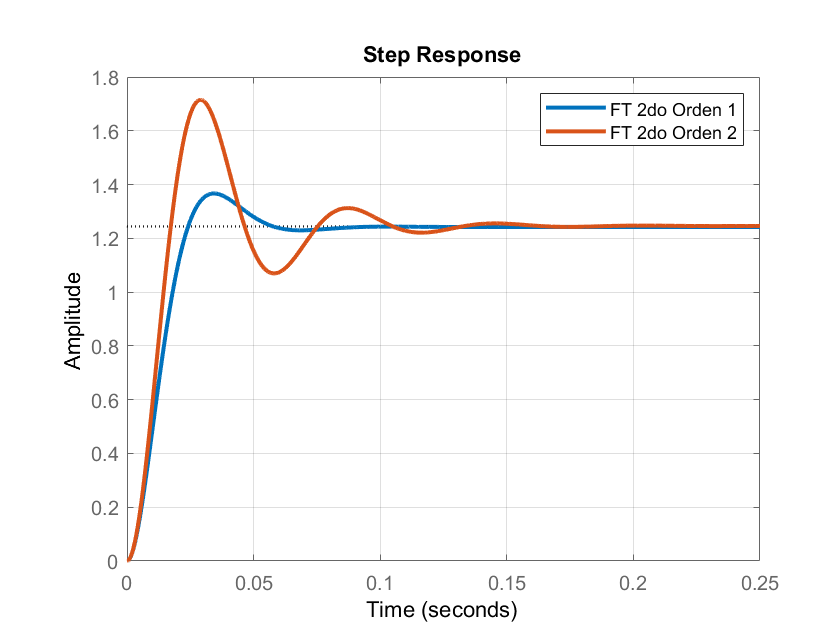 Step Response
FT 2do Orden 1
FT 2do Orden 2
Amplitude
1.8
1.6
1.4
1.2
1
0.8
0.6
0.4
0.2
0
0 0.05 0.1 0.15 0.2 0.25
Time (seconds)